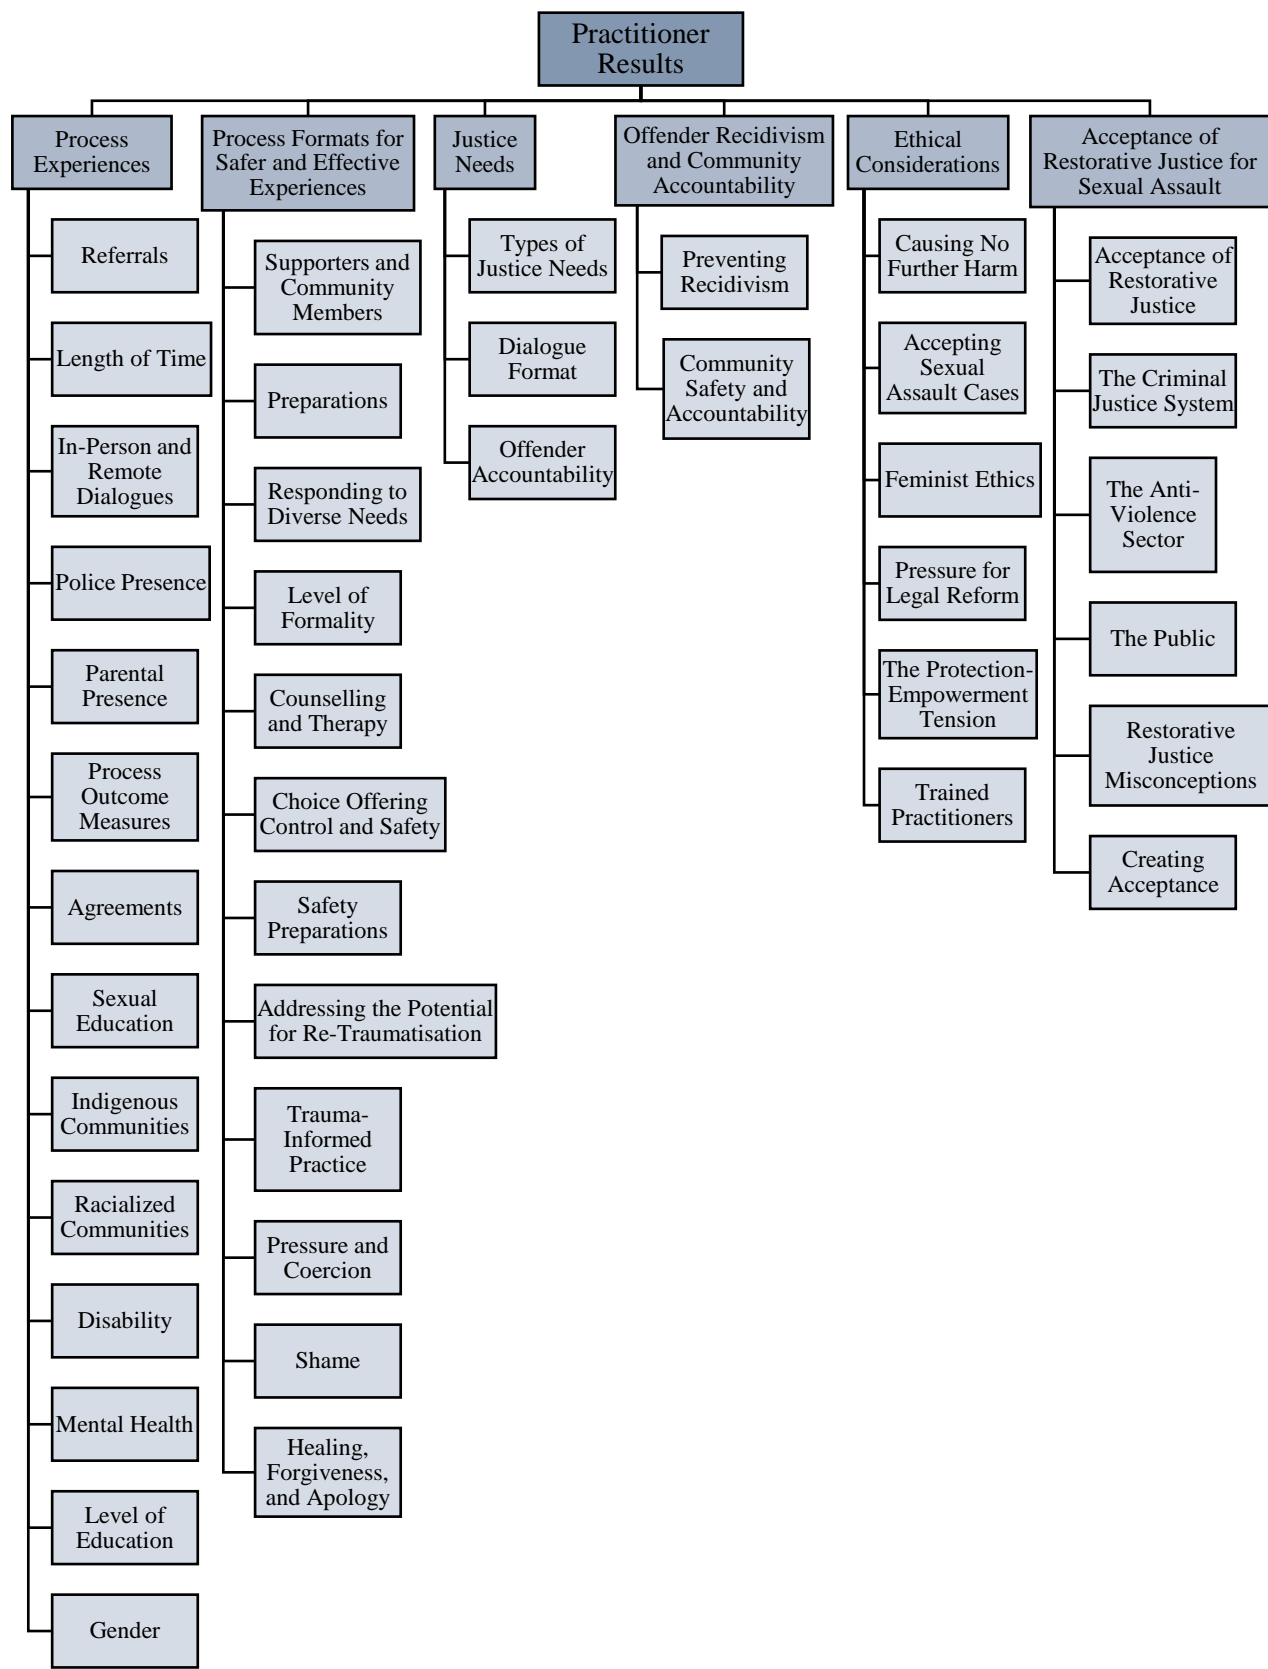 Practitioner
Results
Process
Experiences
Referrals
Length of Time
In-Person and
Remote
Dialogues
Police Presence
Parental
Presence
Process
Outcome
Measures
Agreements
Sexual
Education
Indigenous
Communities
Racialized
Communities
Disability
Mental Health
Level of
Education
Gender
Process Formats for
Safer and Effective
Experiences
Supporters and
Community
Members
Preparations
Responding to
Diverse Needs
Level of
Formality
Counselling
and Therapy
Choice Offering
Control and Safety
Safety
Preparations
Addressing the Potential
for Re-Traumatisation
Trauma-
Informed
Practice
Pressure and
Coercion
Shame
Healing,
Forgiveness,
and Apology
Justice
Needs
Types of
Justice Needs
Dialogue
Format
Offender
Accountability
Offender Recidivism
and Community
Accountability
Preventing
Recidivism
Community
Safety and
Accountability
Ethical
Considerations
Causing No
Further Harm
Accepting
Sexual
Assault Cases
Feminist Ethics
Pressure for
Legal Reform
The Protection-
Empowerment
Tension
Trained
Practitioners
Acceptance of
Restorative Justice for
Sexual Assault
Acceptance of
Restorative
Justice
The Criminal
Justice System
The Anti-
Violence
Sector
The Public
Restorative
Justice
Misconceptions
Creating
Acceptance